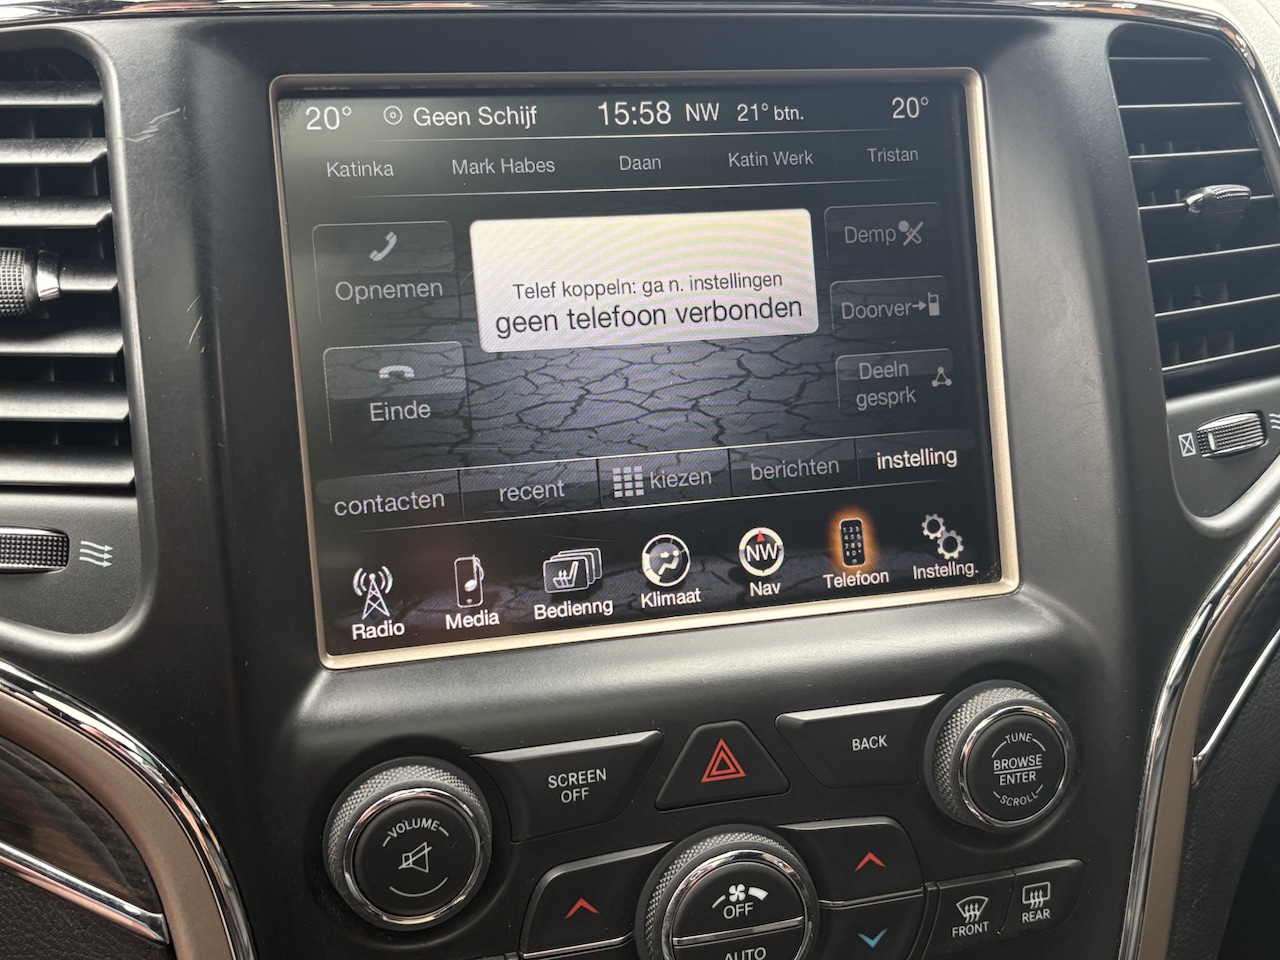 20° Geen Schijf 15:58 NW 21° btn. 20°
Katinka Mark Habes Daan Katin Werk Tristan
Opnemen
Einde
Telef koppeln: ga n. instellingen
geen telefoon verbonden
Demp
Doorver
Deeln
gesprk
contacten recent kiezen berichten instelling
Radio Media Bedienng Klimaat NW Nav Telefoon Instellng.
VOLUME
SCREEN
OFF
BACK
TUNE
BROWSE
ENTER
SCROLL
OFF
AUTO
FRONT
REAR